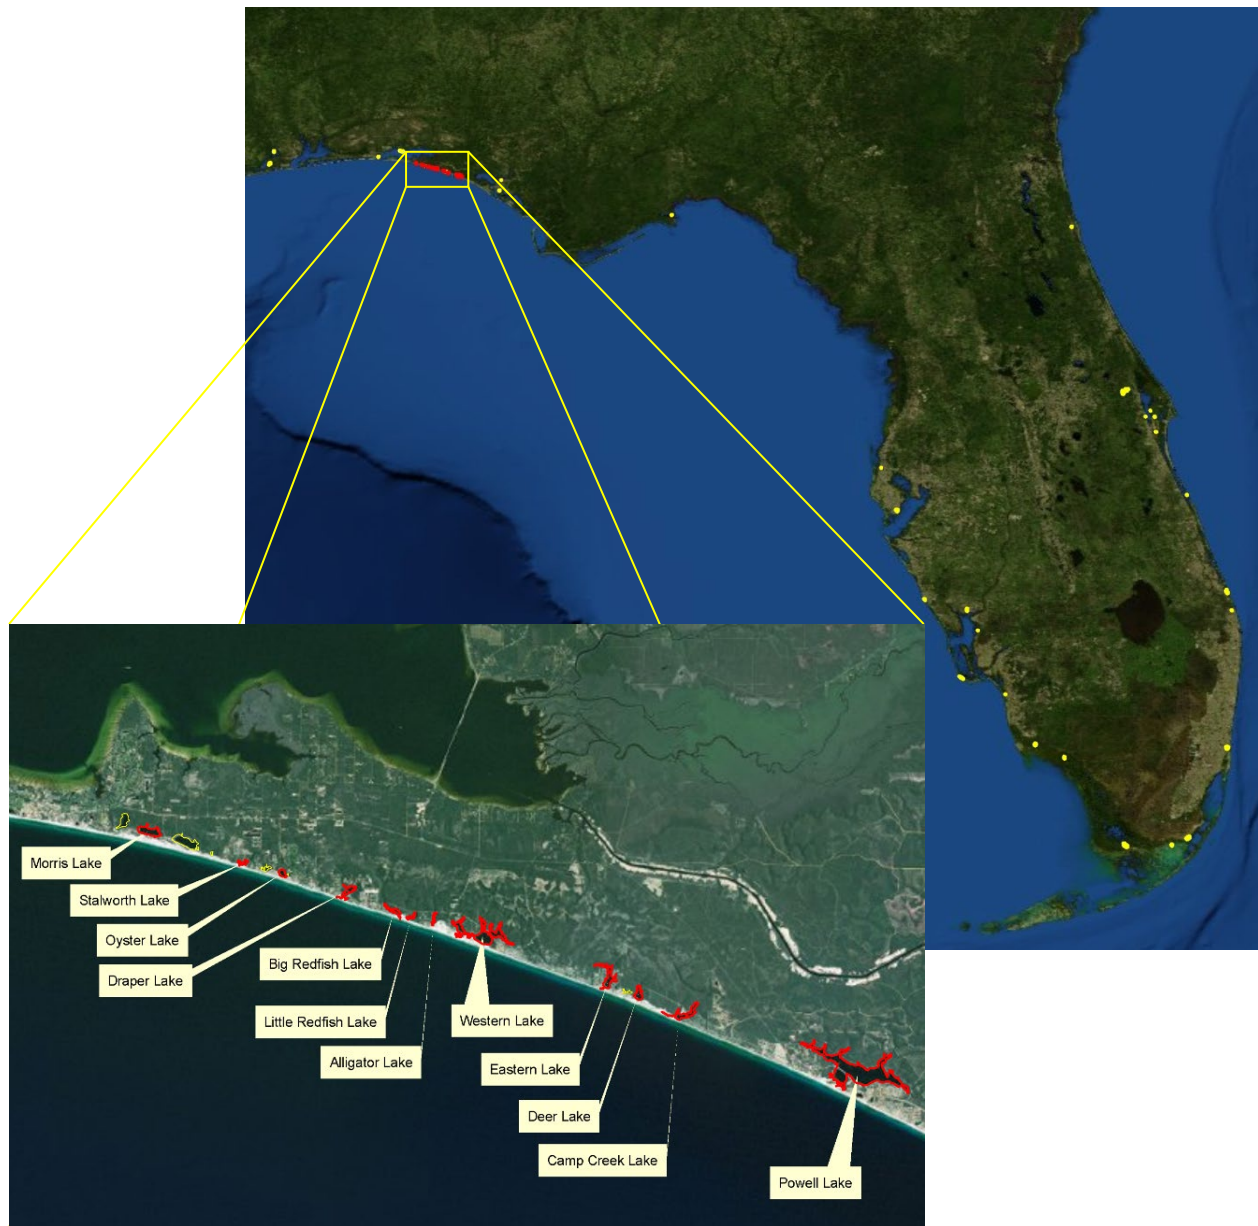 Morris Lake
Stalworth Lake
Oyster Lake
Draper Lake
Big Redfish Lake
Little Redfish Lake
Alligator Lake
Western Lake
Eastern Lake
Deer Lake
Camp Creek Lake
Powell Lake